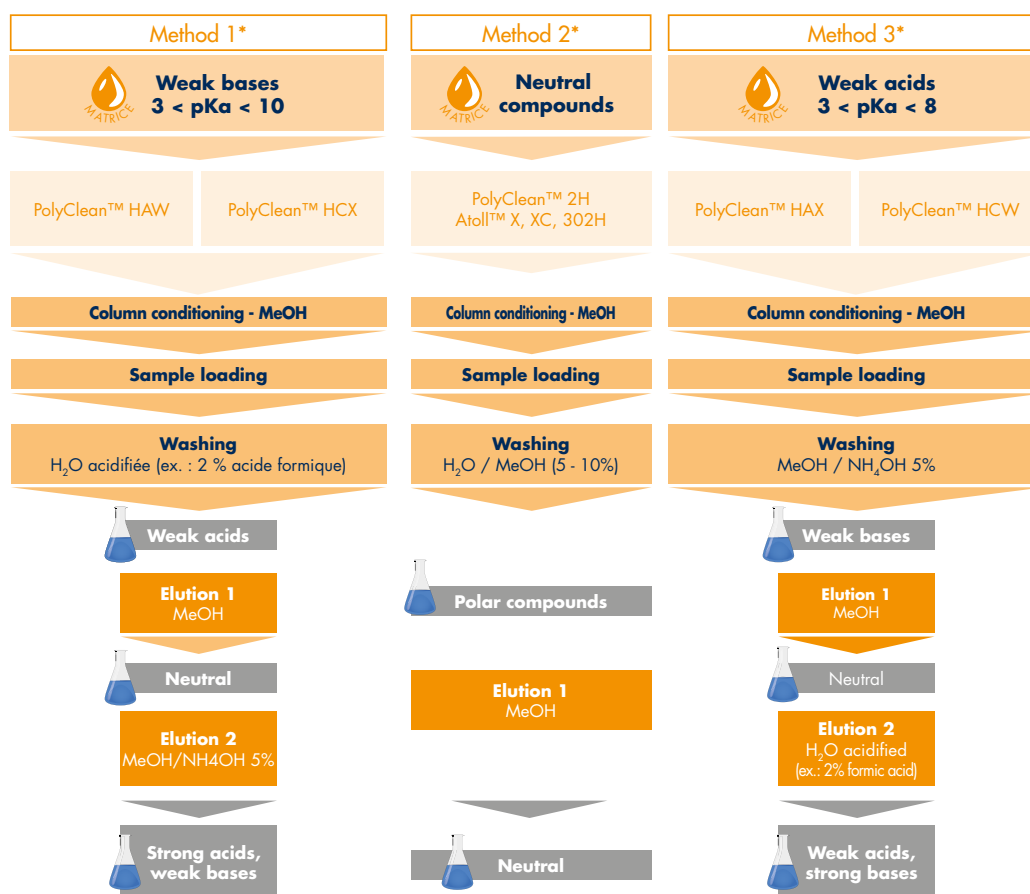 Method 1*
Weak bases
3 < pKa < 10
MATRICE
PolyClean™ HAW
PolyClean™ HCX
Column conditioning - MeOH
Sample loading
Washing
H₂O acidifiée (ex. : 2 % acide formique)
Weak acids
Elution 1
MeOH
Neutral
Elution 2
MeOH/NH4OH 5%
Strong acids,
weak bases
Method 2*
Neutral
compounds
MATRICE
PolyClean™ 2H
Atoll™ X, XC, 302H
Column conditioning - MeOH
Sample loading
Washing
H₂O / MeOH (5 - 10%)
Polar compounds
Elution 1
MeOH
Neutral
Method 3*
Weak acids
3 < pKa < 8
MATRICE
PolyClean™ HAX
PolyClean™ HCW
Column conditioning - MeOH
Sample loading
Washing
MeOH / NH₄OH 5%
Weak bases
Elution 1
MeOH
Neutral
Elution 2
H₂O acidified
(ex.: 2% formic acid)
Weak acids,
strong bases